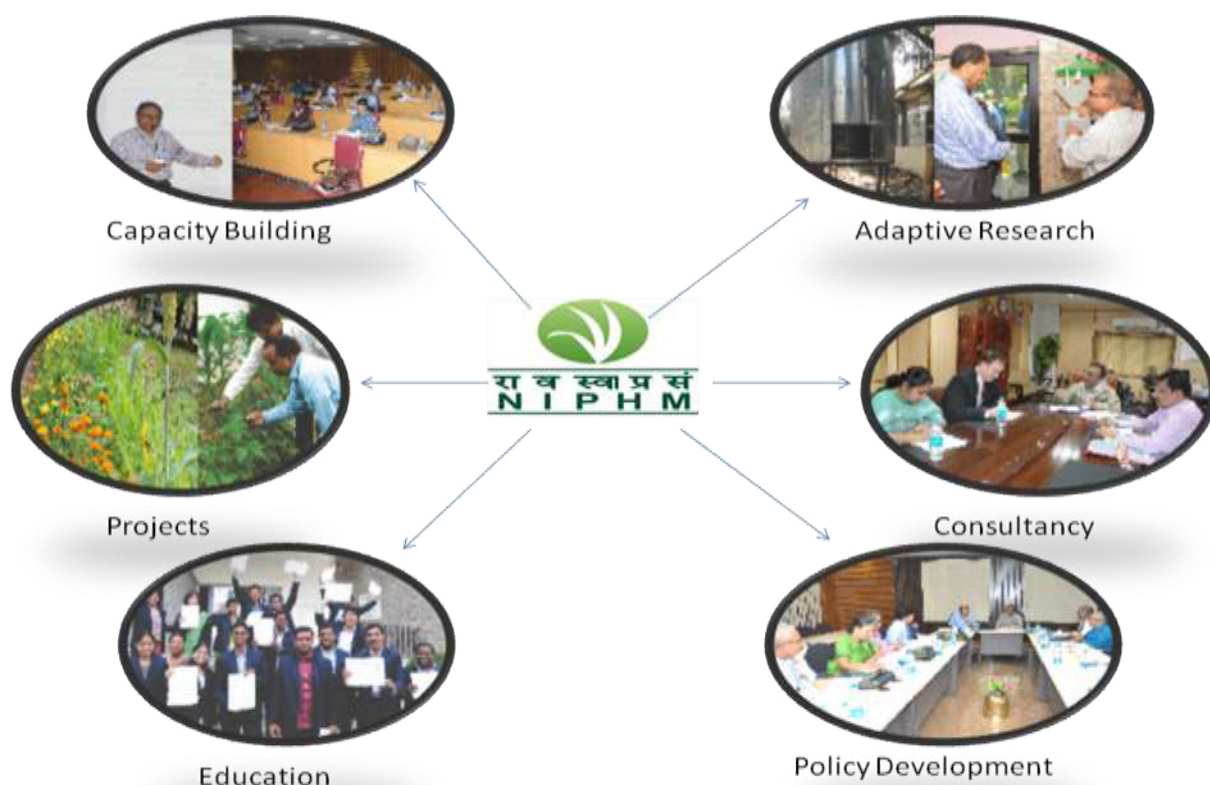 Capacity Building
Adaptive Research
रा व स्वा प्र सं
NIPHM
Projects
Consultancy
Education
Policy Development